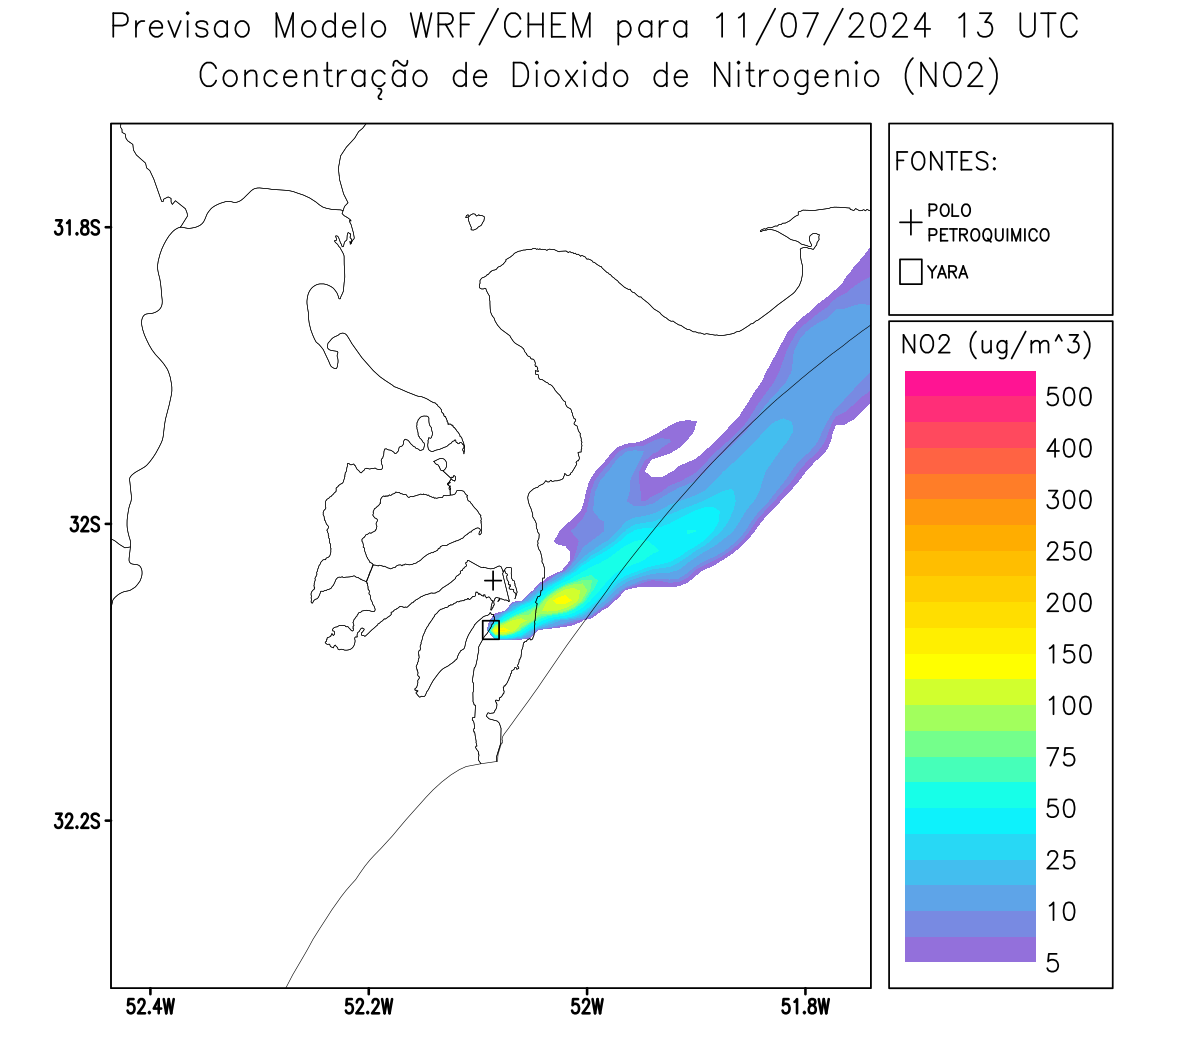 Previsao Modelo WRF/CHEM para 11/07/2024 13 UTC
Concentração de Dioxido de Nitrogenio (NO2)
FONTES:
POLO
PETROQUIMICO
YARA
31.8S
32S
32.2S
52.4W
52.2W
52W
51.8W
NO2 (ug/m^3)
500
400
300
250
200
150
100
75
50
25
10
5